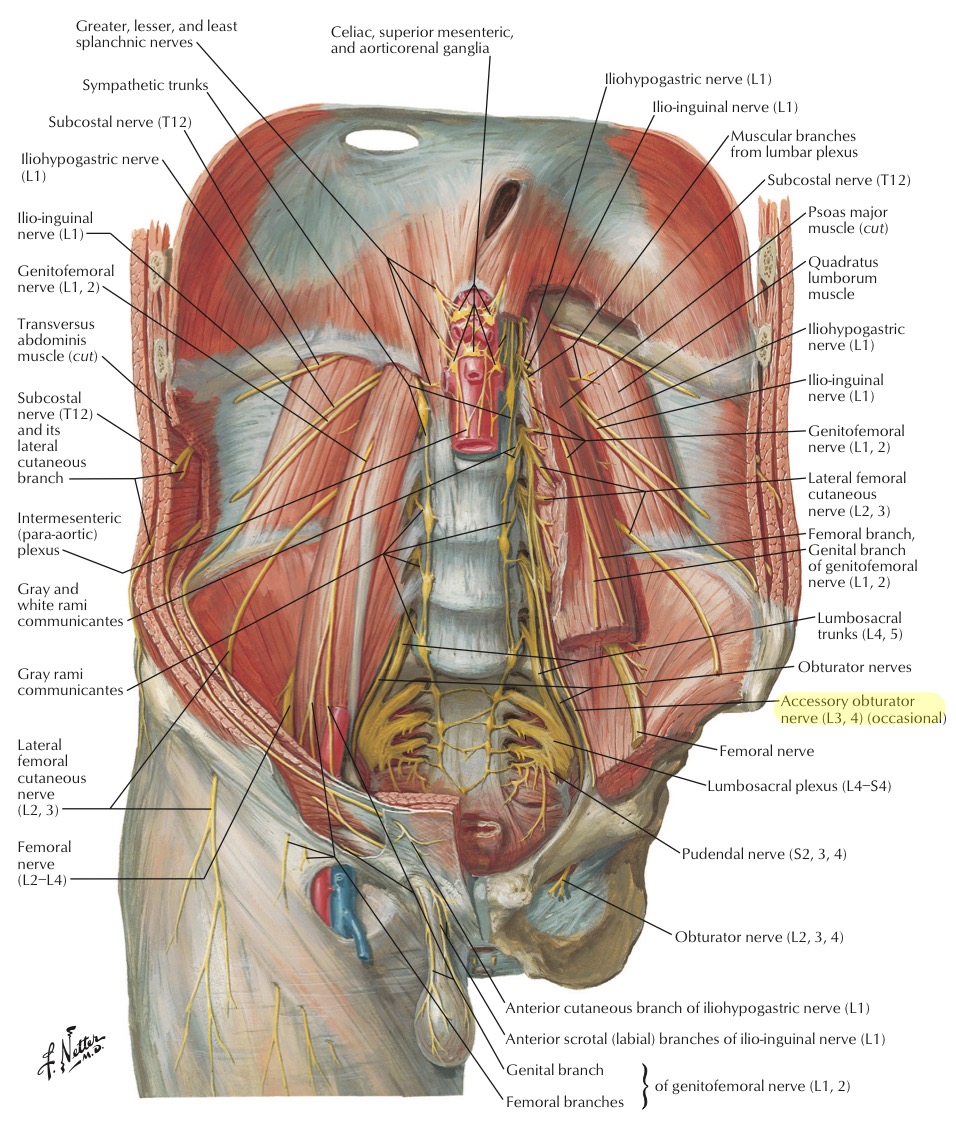 Greater, lesser, and least
splanchnic nerves
Sympathetic trunks
Subcostal nerve (T12)
Iliohypogastric nerve
(L1)
Ilio-inguinal
nerve (L1)
Genitofemoral
nerve (L1, 2)
Transversus
abdominis
muscle (cut)
Subcostal
nerve (T12)
and its
lateral
cutaneous
branch
Intermesenteric
(para-aortic)
plexus
Gray and
white rami
communicantes
Gray rami
communicantes
Lateral
femoral
cutaneous
nerve
(L2, 3)
Femoral
nerve
(L2–L4)
Celiac, superior mesenteric,
and aorticorenal ganglia
Iliohypogastric nerve (L1)
Ilio-inguinal nerve (L1)
Muscular branches
from lumbar plexus
Subcostal nerve (T12)
Psoas major
muscle (cut)
Quadratus
lumborum
muscle
Iliohypogastric
nerve (L1)
Ilio-inguinal
nerve (L1)
Genitofemoral
nerve (L1, 2)
Lateral femoral
cutaneous
nerve (L2, 3)
Femoral branch,
Genital branch
of genitofemoral
nerve (L1, 2)
Lumbosacral
trunks (L4, 5)
Obturator nerves
Accessory obturator
nerve (L3, 4) (occasional)
Femoral nerve
Lumbosacral plexus (L4–S4)
Pudendal nerve (S2, 3, 4)
Obturator nerve (L2, 3, 4)
Anterior cutaneous branch of iliohypogastric nerve (L1)
Anterior scrotal (labial) branches of ilio-inguinal nerve (L1)
Genital branch
Femoral branches
of genitofemoral nerve (L1, 2)
F. Netter
M.D.